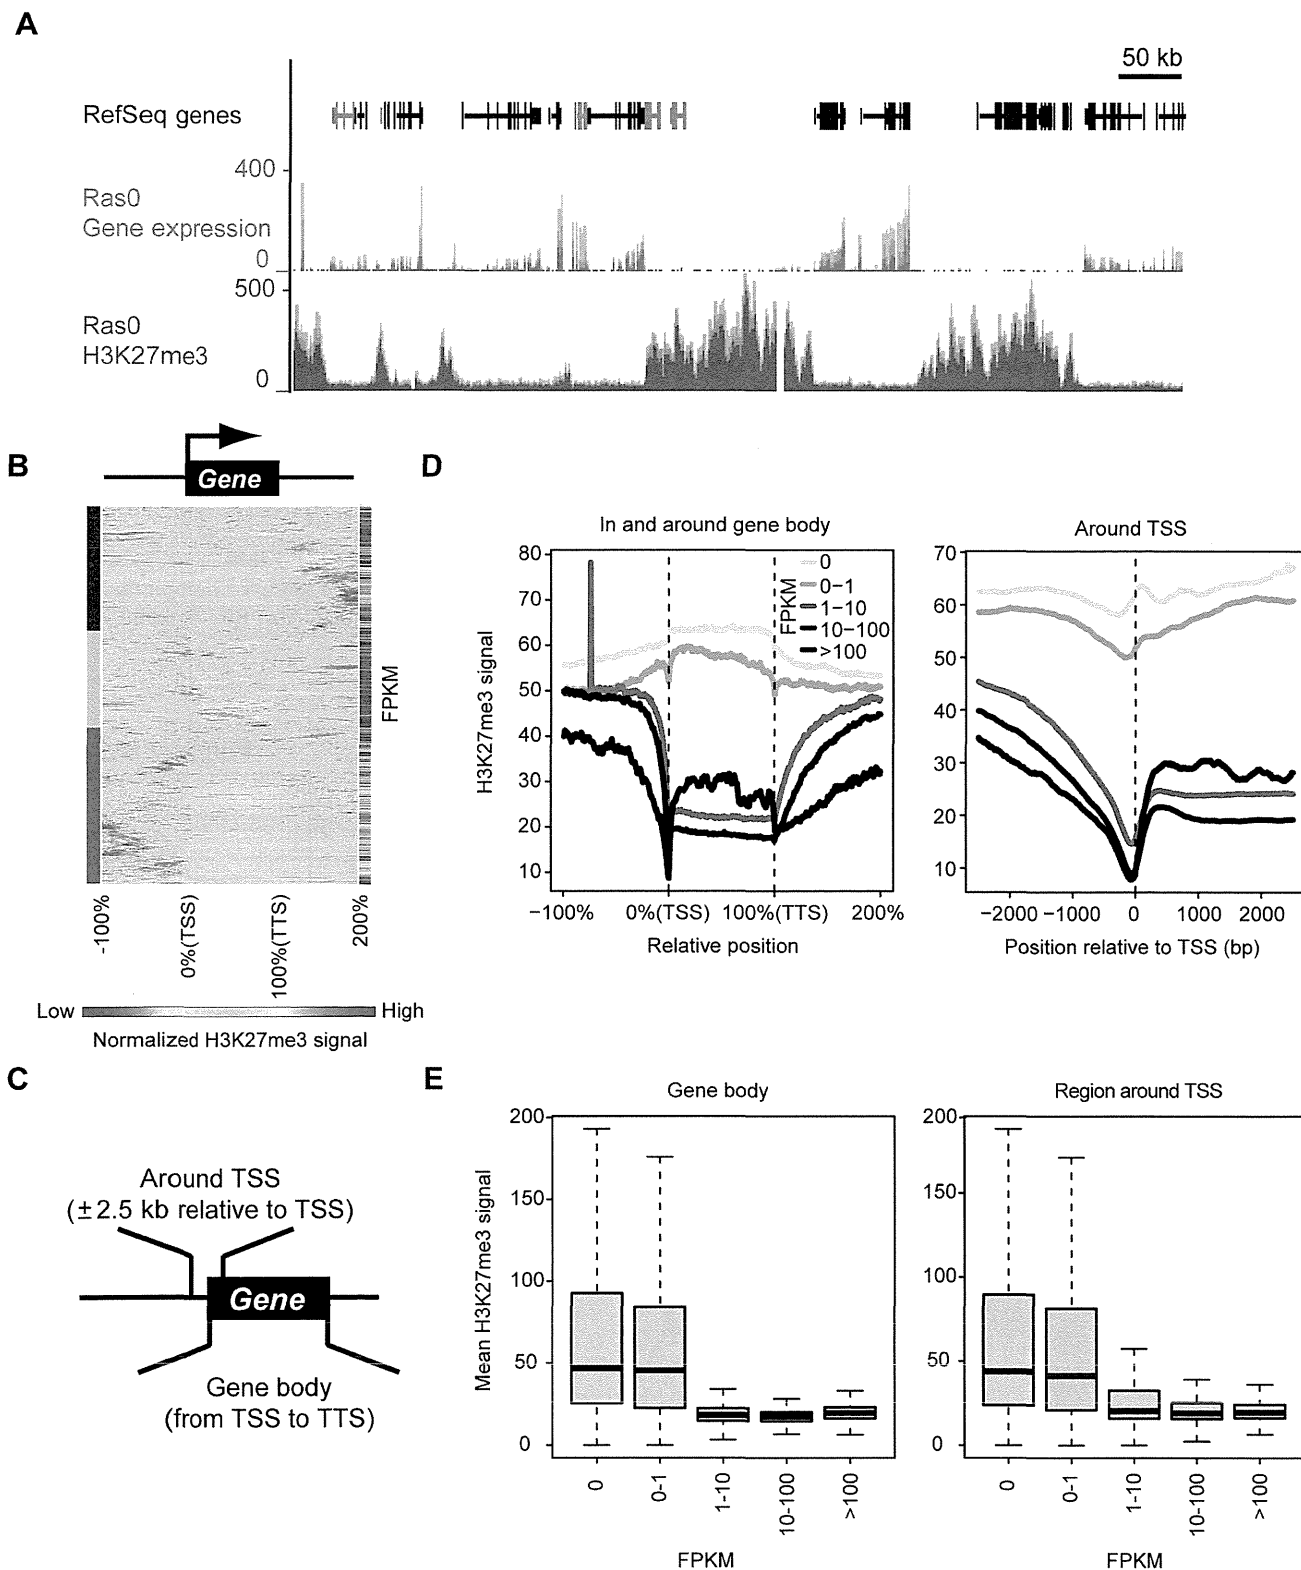 A
50 kb
RefSeq genes
400
Ras0
Gene expression
0
500
Ras0
H3K27me3
0
B
Gene
FPKM
-100%
0%(TSS)
100%(TTS)
200%
Low
High
Normalized H3K27me3 signal
C
Around TSS
(±2.5 kb relative to TSS)
Gene
Gene body
(from TSS to TTS)
D
In and around gene body
H3K27me3 signal
80
70
60
50
40
30
20
10
FPKM
0
0−1
1−10
10−100
>100
−100%
0%(TSS)
100%(TTS)
200%
Relative position
Around TSS
70
60
50
40
30
20
10
−2000
−1000
0
1000
2000
Position relative to TSS (bp)
E
Gene body
Mean H3K27me3 signal
200
150
100
50
0
0
0-1
1-10
10-100
>100
FPKM
Region around TSS
200
150
100
50
0
0
0-1
1-10
10-100
>100
FPKM